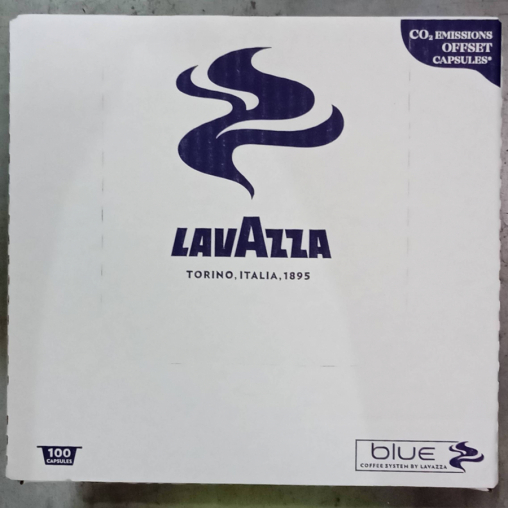 CO₂ EMISSIONS
OFFSET
CAPSULES*
LAVAZZA
TORINO, ITALIA, 1895
100
CAPSULES
blue
COFFEE SYSTEM BY LAVAZZA